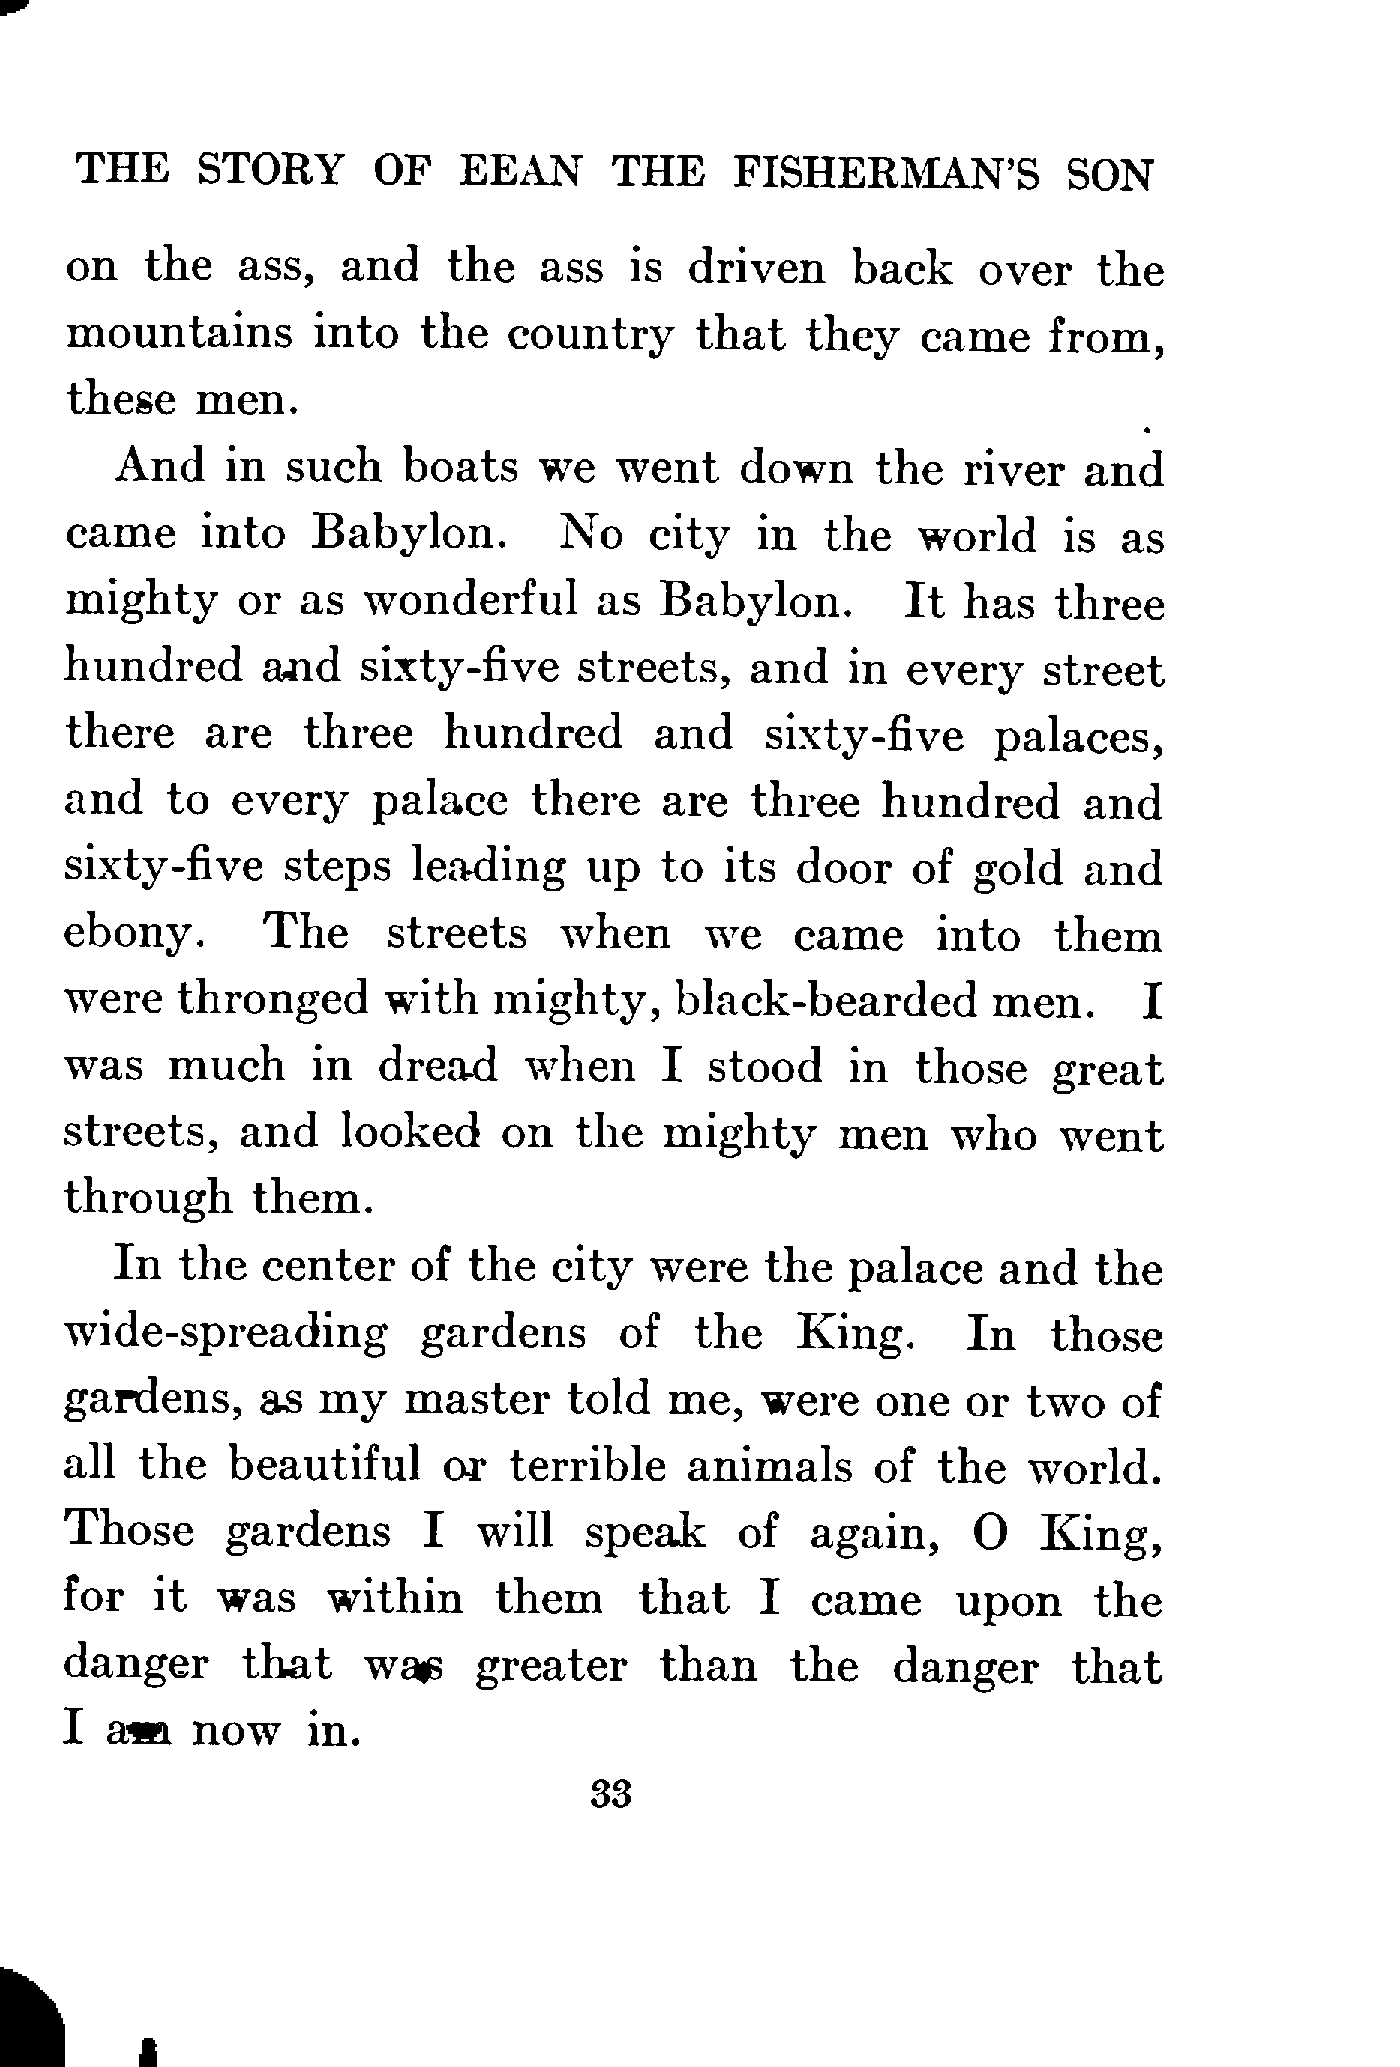 THE STORY OF EEAN THE FISHERMAN'S SON
on the ass, and the ass is driven back over the
mountains into the country that they came from,
these men.
And in such boats we went down the river and
came into Babylon. No city in the world is as
mighty or as wonderful as Babylon. It has three
hundred and sixty-five streets, and in every street
there are three hundred and sixty-five palaces,
and to every palace there are three hundred and
sixty-five steps leading up to its door of gold and
ebony. The streets when we came into them
were thronged with mighty, black-bearded men. I
was much in dread when I stood in those great
streets, and looked on the mighty men who went
through them.
In the center of the city were the palace and the
wide-spreading gardens of the King. In those
gardens, as my master told me, were one or two of
all the beautiful or terrible animals of the world.
Those gardens I will speak of again, O King,
for it was within them that I came upon the
danger that was greater than the danger that
I am now in.
33